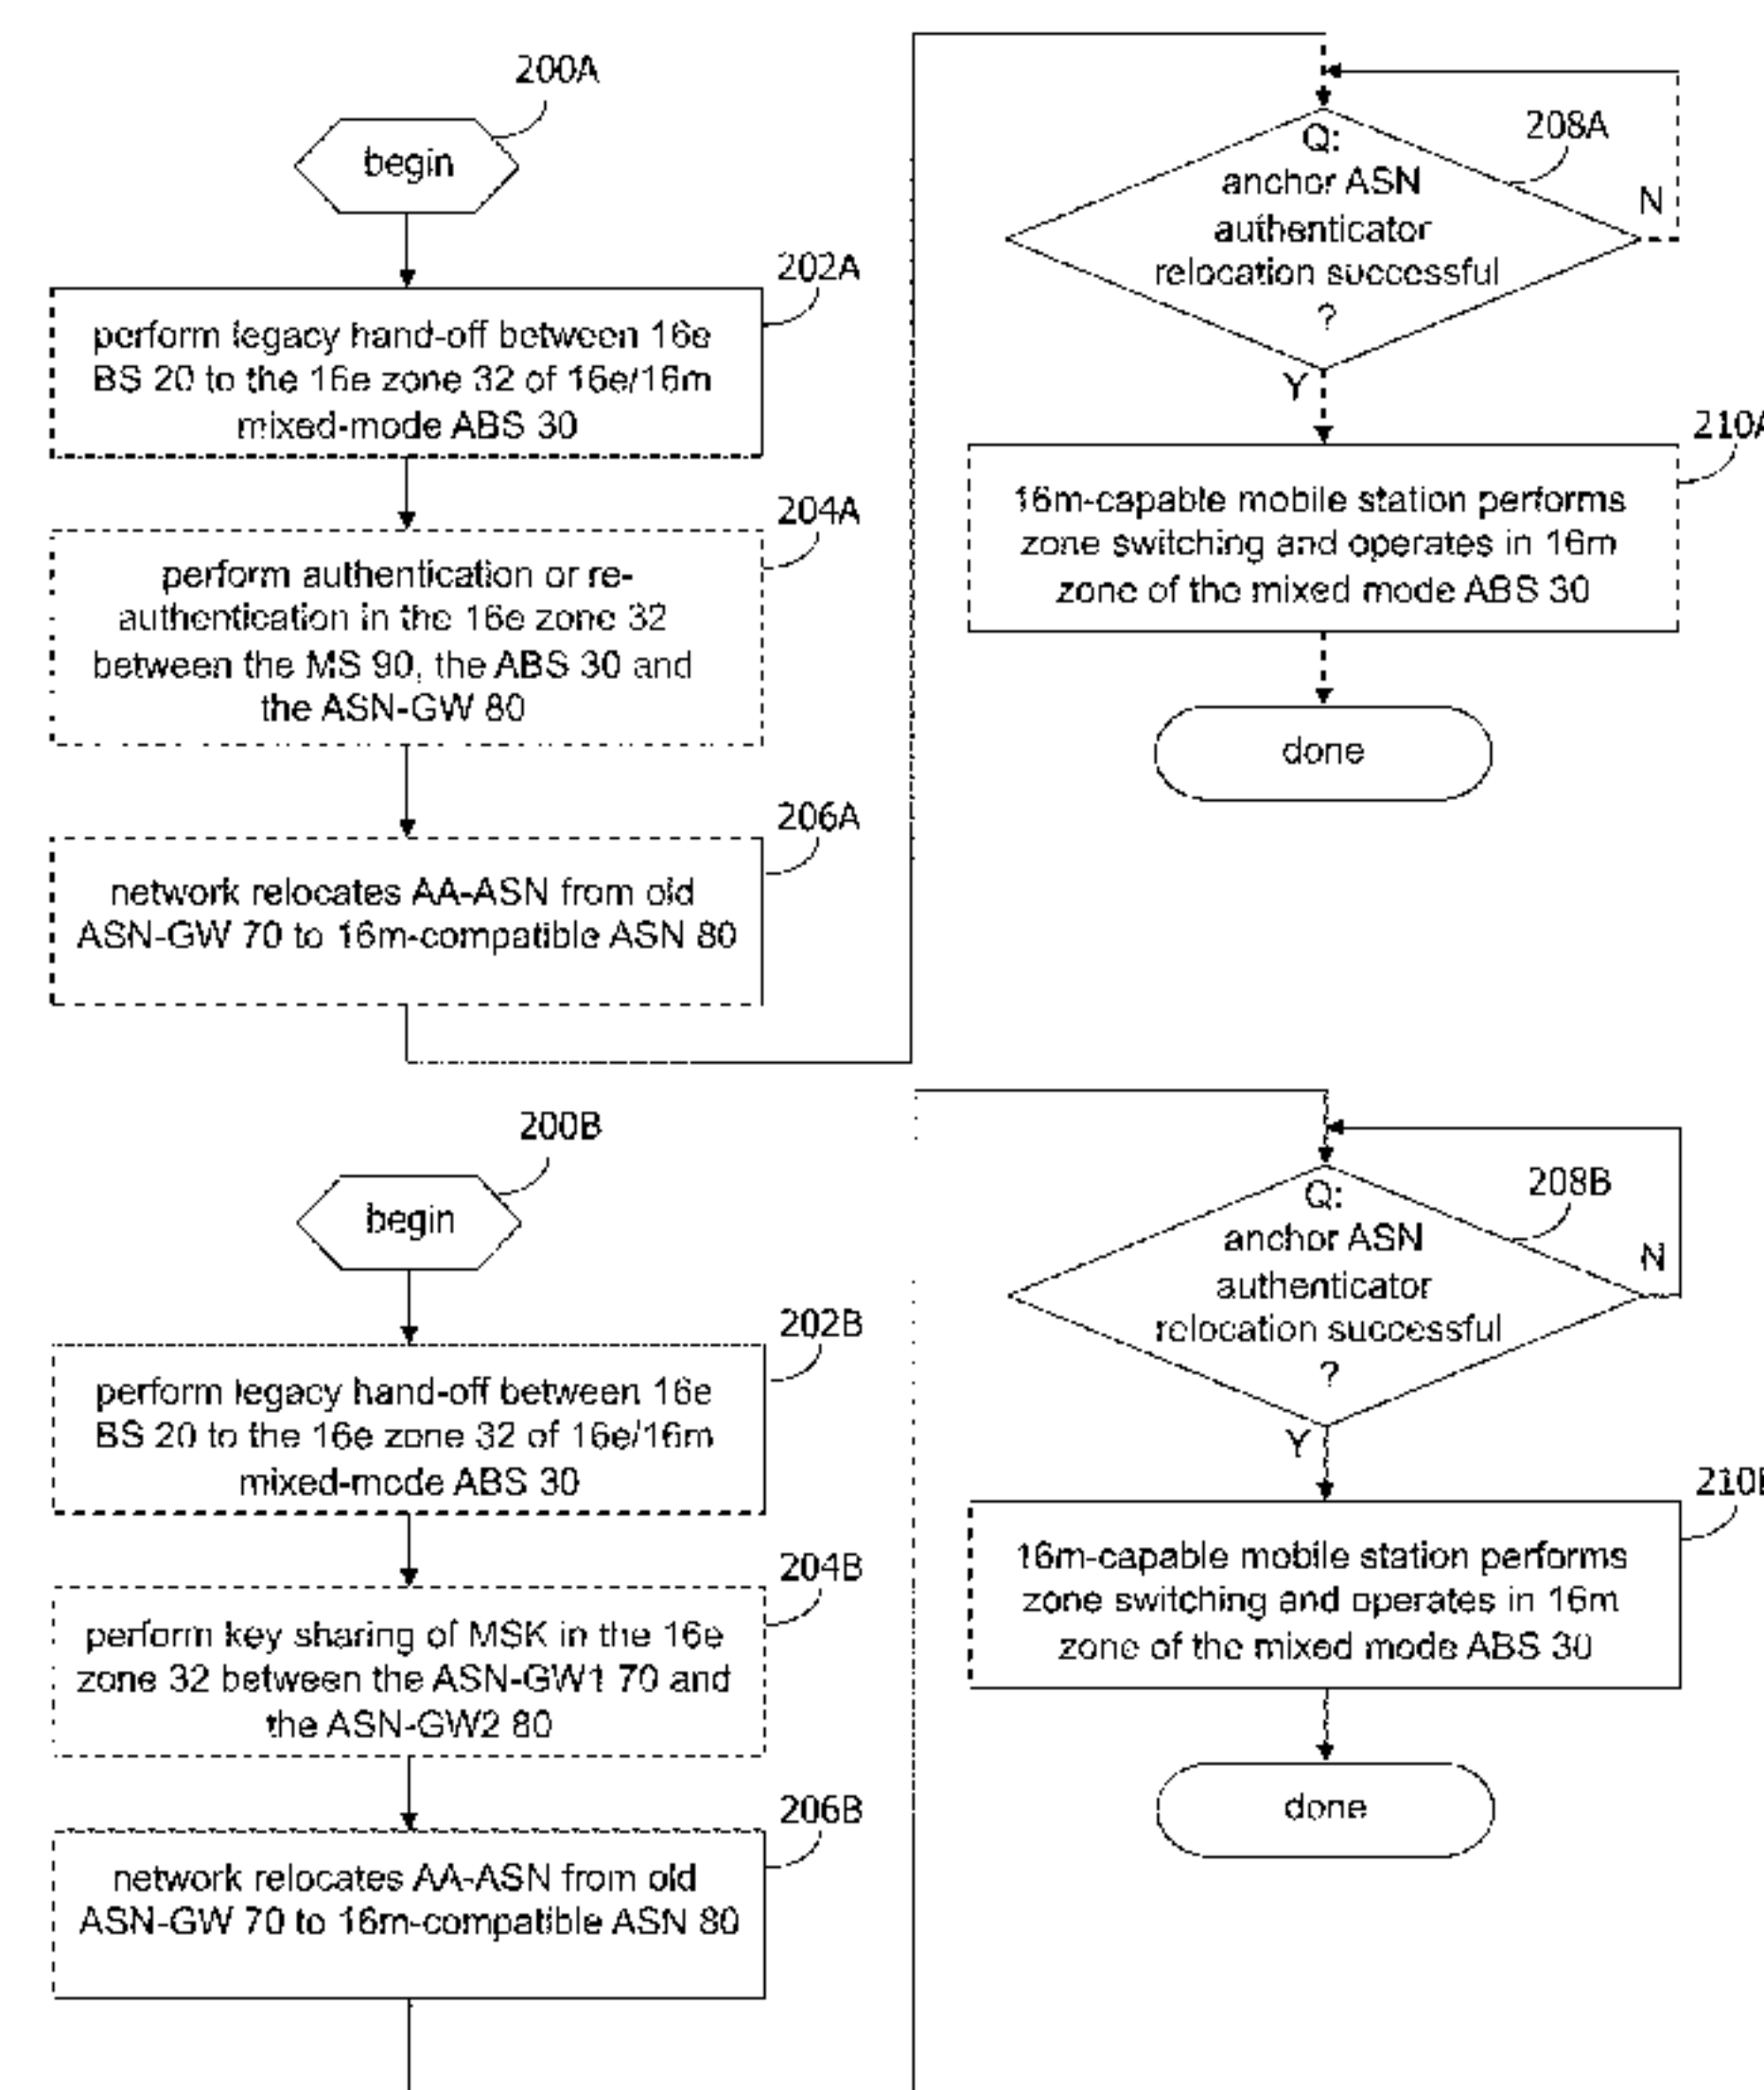 200A
begin
202A
perform legacy hand-off between 16e
BS 20 to the 16e zone 32 of 16e/16m
mixed-mode ABS 30
204A
perform authentication or re-
authentication in the 16e zone 32
between the MS 90, the ABS 30 and
the ASN-GW 80
206A
network relocates AA-ASN from old
ASN-GW 70 to 16m-compatible ASN 80
208A
Q:
anchor ASN
authenticator
relocation successful
?
N
Y
210A
16m-capable mobile station performs
zone switching and operates in 16m
zone of the mixed mode ABS 30
done
200B
begin
202B
perform legacy hand-off between 16e
BS 20 to the 16e zone 32 of 16e/16m
mixed-mode ABS 30
204B
perform key sharing of MSK in the 16e
zone 32 between the ASN-GW1 70 and
the ASN-GW2 80
206B
network relocates AA-ASN from old
ASN-GW 70 to 16m-compatible ASN 80
208B
Q:
anchor ASN
authenticator
relocation successful
?
N
Y
210B
16m-capable mobile station performs
zone switching and operates in 16m
zone of the mixed mode ABS 30
done